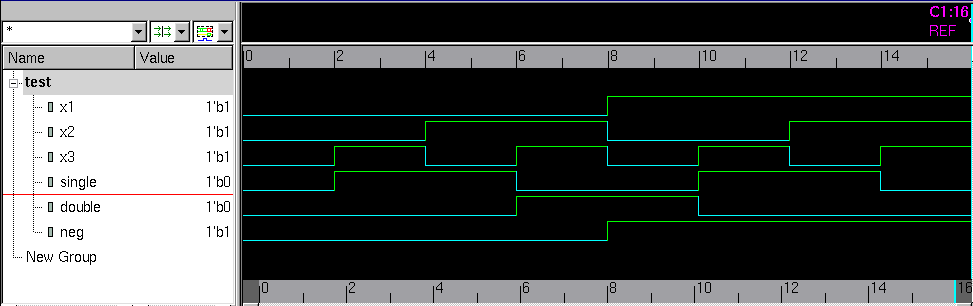 C1:16
*
REF
Name Value
0 2 4 6 8 10 12 14
test
x1 1'b1
x2 1'b1
x3 1'b1
single 1'b0
double 1'b0
neg 1'b1
New Group
0 2 4 6 8 10 12 14 16